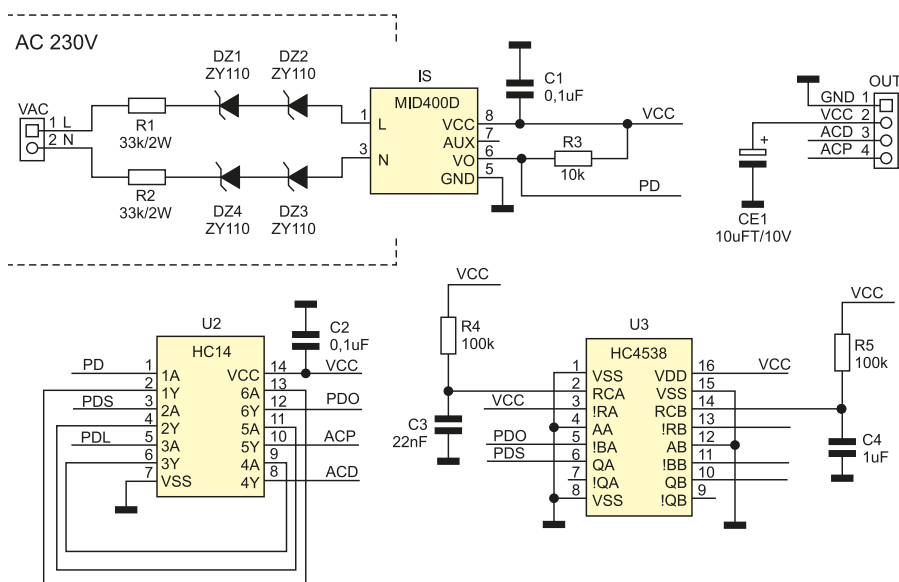 AC 230V
VAC
1 L
2 N
R1
33k/2W
DZ1
ZY110
DZ2
ZY110
R2
33k/2W
DZ4
ZY110
DZ3
ZY110
IS
MID400D
1 L
3 N
VCC 8
AUX 7
VO 6
GND 5
C1
0,1uF
VCC
R3
10k
PD
OUT
GND 1
VCC 2
ACD 3
ACP 4
+
CE1
10uFT/10V
U2
HC14
PD 1 1A
2 1Y
PDS 3 2A
4 2Y
PDL 5 3A
6 3Y
7 VSS
VCC 14 VCC
6A 13
6Y 12 PDO
5A 11
5Y 10 ACP
4A 9
4Y 8 ACD
C2
0,1uF
VCC
R4
100k
C3
22nF
U3
HC4538
1 VSS
2 RCA
VCC 3 !RA
4 AA
PDO 5 !BA
PDS 6 QA
7 !QA
8 VSS
VDD 16 VCC
VSS 15
RCB 14
!RB 13
AB 12
!BB 11
QB 10
!QB 9
VCC
R5
100k
C4
1uF